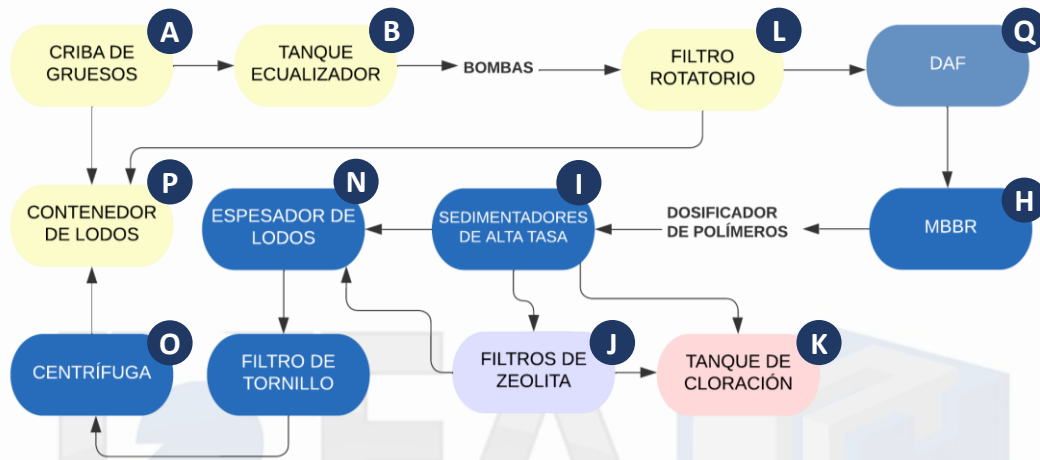 A
CRIBA DE
GRUESOS
B
TANQUE
ECUALIZADOR
BOMBAS
L
FILTRO
ROTATORIO
Q
DAF
P
CONTENEDOR
DE LODOS
N
ESPESADOR DE
LODOS
I
SEDIMENTADORES
DE ALTA TASA
DOSIFICADOR
DE POLÍMEROS
H
MBBR
O
CENTRÍFUGA
FILTRO DE
TORNILLO
J
FILTROS DE
ZEOLITA
K
TANQUE DE
CLORACIÓN